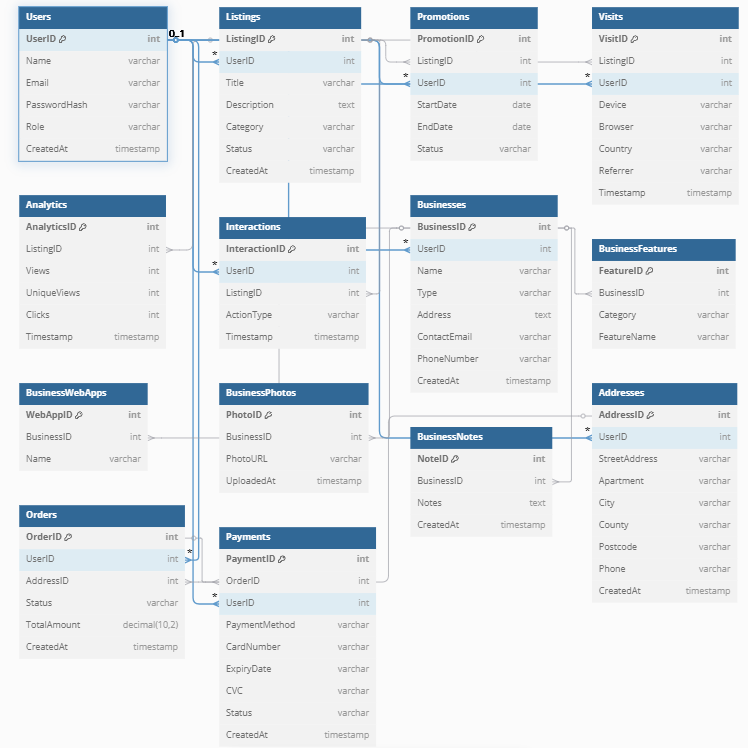 Users
UserID int
Name varchar
Email varchar
PasswordHash varchar
Role varchar
CreatedAt timestamp
0..1
Listings
ListingID int
* UserID int
Title varchar
Description text
Category varchar
Status varchar
CreatedAt timestamp
Promotions
PromotionID int
ListingID int
* UserID int
StartDate date
EndDate date
Status varchar
Visits
VisitID int
ListingID int
* UserID int
Device varchar
Browser varchar
Country varchar
Referrer varchar
Timestamp timestamp
Analytics
AnalyticsID int
ListingID int
Views int
UniqueViews int
Clicks int
Timestamp timestamp
Interactions
InteractionID int
* UserID int
ListingID int
ActionType varchar
Timestamp timestamp
Businesses
BusinessID int
* UserID int
Name varchar
Type varchar
Address text
ContactEmail varchar
PhoneNumber varchar
CreatedAt timestamp
BusinessFeatures
FeatureID int
BusinessID int
Category varchar
FeatureName varchar
BusinessWebApps
WebAppID int
BusinessID int
Name varchar
BusinessPhotos
PhotoID int
BusinessID int
PhotoURL varchar
UploadedAt timestamp
BusinessNotes
NoteID int
BusinessID int
Notes text
CreatedAt timestamp
Addresses
AddressID int
* UserID int
StreetAddress varchar
Apartment varchar
City varchar
County varchar
Postcode varchar
Phone varchar
CreatedAt timestamp
Orders
OrderID int
UserID int *
AddressID int
Status varchar
TotalAmount decimal(10,2)
CreatedAt timestamp
Payments
PaymentID int
OrderID int
* UserID int
PaymentMethod varchar
CardNumber varchar
ExpiryDate varchar
CVC varchar
Status varchar
CreatedAt timestamp